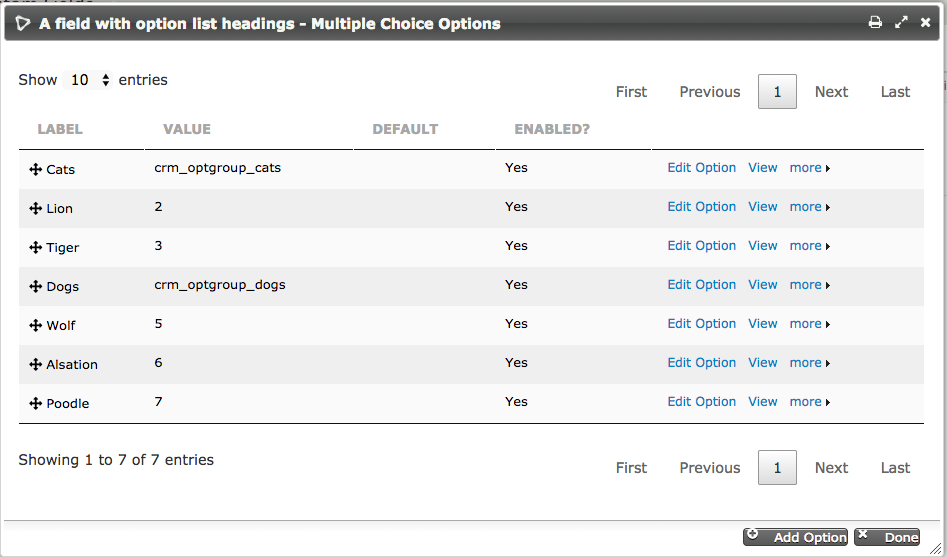 A field with option list headings - Multiple Choice Options
Show 10 entries
First Previous 1 Next Last
LABEL VALUE DEFAULT ENABLED?
Cats crm_optgroup_cats Yes Edit Option View more
Lion 2 Yes Edit Option View more
Tiger 3 Yes Edit Option View more
Dogs crm_optgroup_dogs Yes Edit Option View more
Wolf 5 Yes Edit Option View more
Alsation 6 Yes Edit Option View more
Poodle 7 Yes Edit Option View more
Showing 1 to 7 of 7 entries
First Previous 1 Next Last
Add Option Done